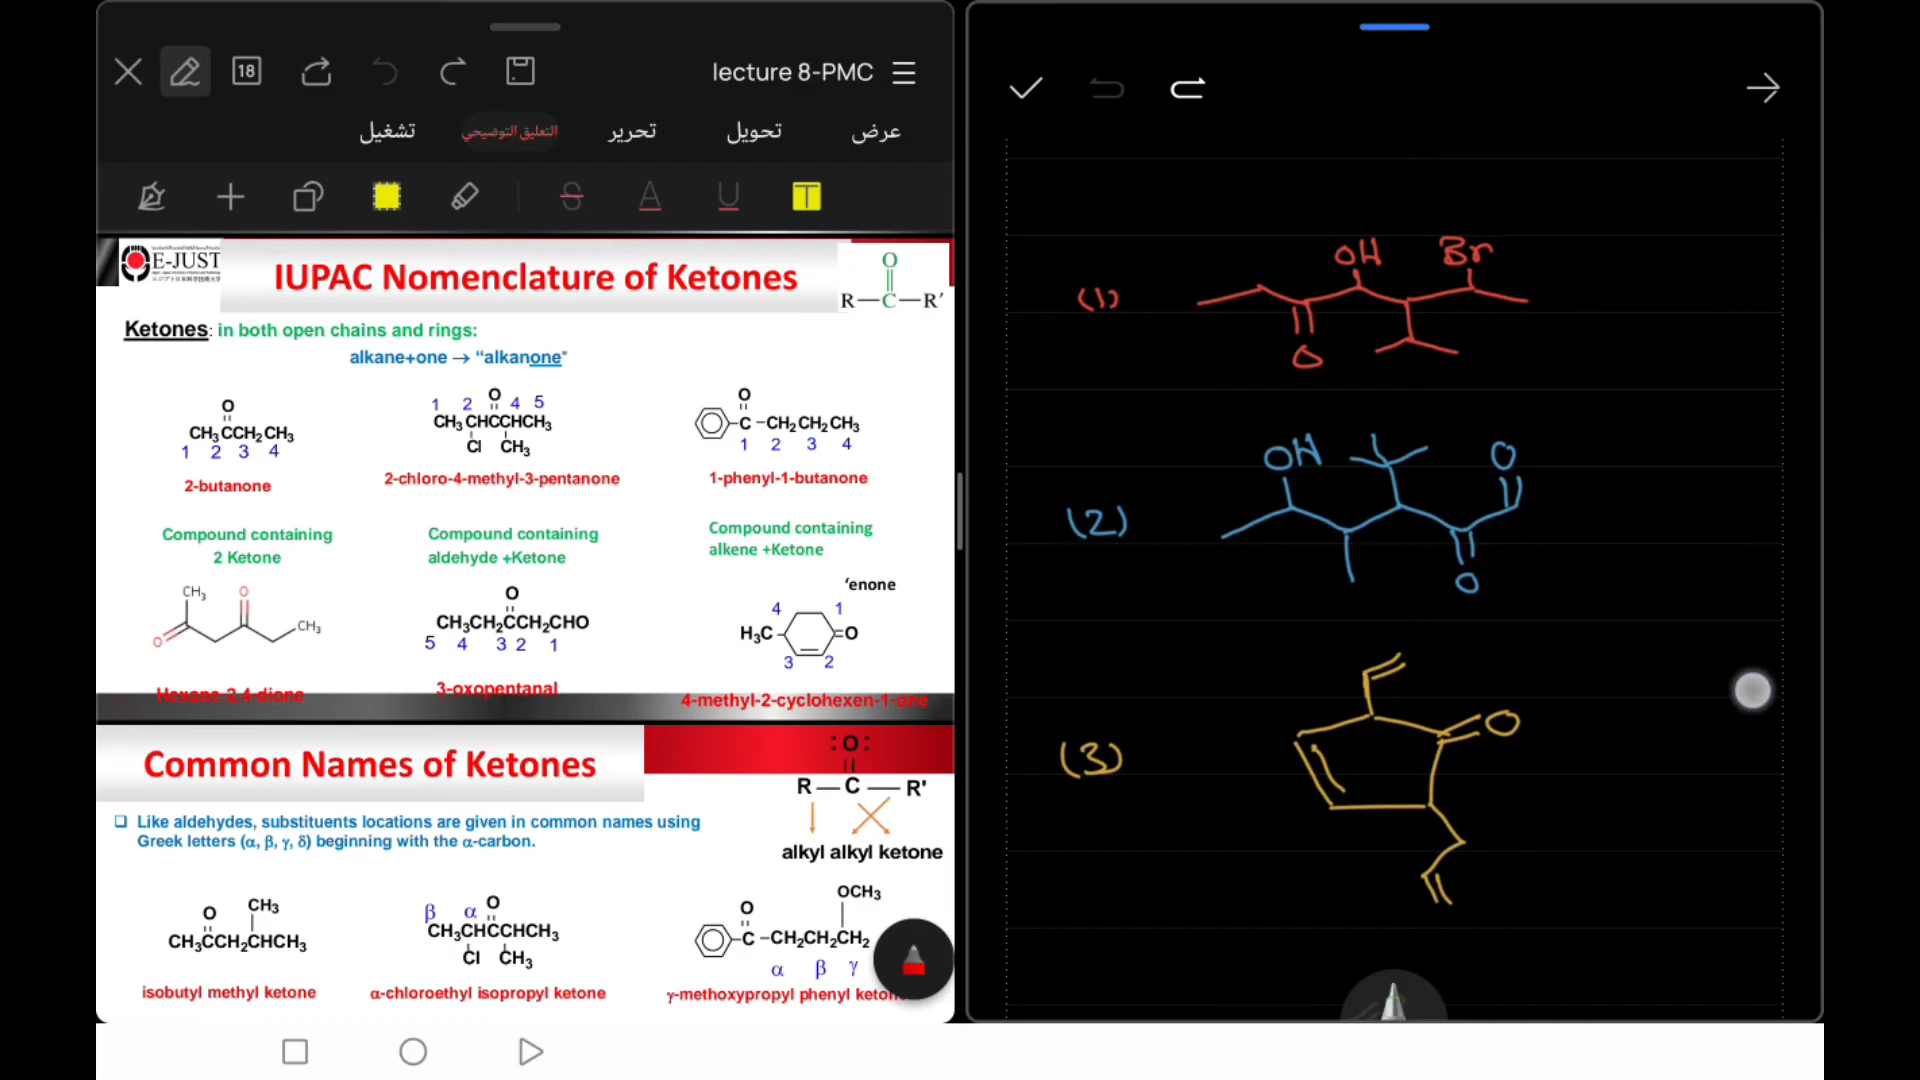 18
lecture 8-PMC
عرض
تحويل
تحرير
التعليق التوضيحي
تشغيل
S A U T
E-JUST
IUPAC Nomenclature of Ketones
O
R—C—R'
Ketones: in both open chains and rings:
alkane+one → “alkanone”
O
CH3CCH2CH3
1 2 3 4
2-butanone
1 2 O 4 5
CH3CHCCHCH3
Cl CH3
2-chloro-4-methyl-3-pentanone
O
C-CH2CH2CH3
1 2 3 4
1-phenyl-1-butanone
Compound containing
2 Ketone
CH3 O
O CH3
Hexane-2,4-dione
Compound containing
aldehyde +Ketone
O
CH3CH2CCH2CHO
5 4 3 2 1
3-oxopentanal
Compound containing
alkene +Ketone
‘enone
4 1
H3C O
3 2
4-methyl-2-cyclohexen-1-one
Common Names of Ketones
:O:
R—C—R'
alkyl alkyl ketone
Like aldehydes, substituents locations are given in common names using
Greek letters (α, β, γ, δ) beginning with the α-carbon.
O CH3
CH3CCH2CHCH3
isobutyl methyl ketone
β α O
CH3CHCCHCH3
Cl CH3
α-chloroethyl isopropyl ketone
OCH3
O
C-CH2CH2CH2
α β γ
γ-methoxypropyl phenyl keton
(1)
OH Br
O
(2)
OH O
O
(3)
O